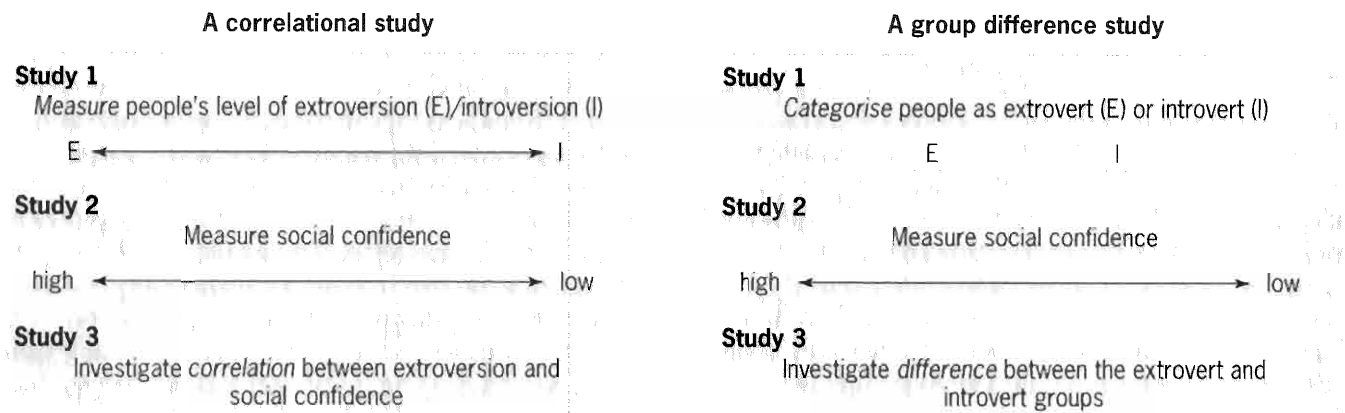 A correlational study
Study 1
Measure people's level of extroversion (E)/introversion (I)
E I
Study 2
Measure social confidence
high low
Study 3
Investigate correlation between extroversion and
social confidence
A group difference study
Study 1
Categorise people as extrovert (E) or introvert (I)
E I
Study 2
Measure social confidence
high low
Study 3
Investigate difference between the extrovert and
introvert groups